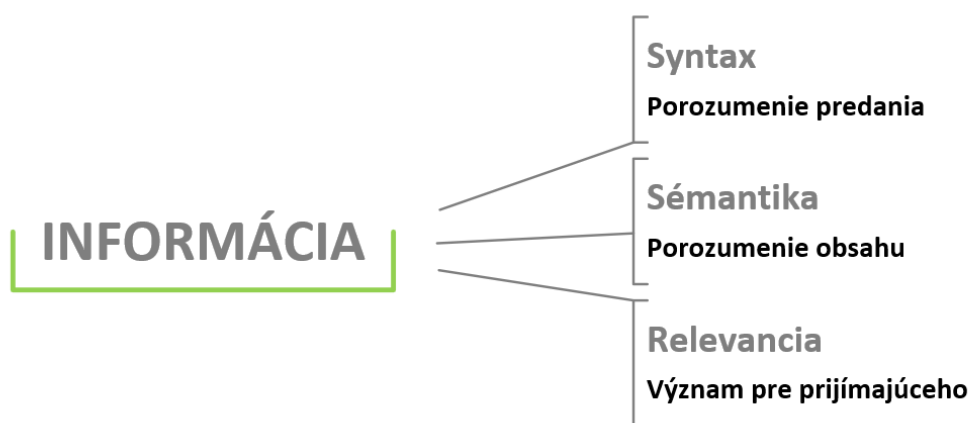 INFORMÁCIA
Syntax
Porozumenie predania
Sémantika
Porozumenie obsahu
Relevancia
Význam pre prijímajúceho